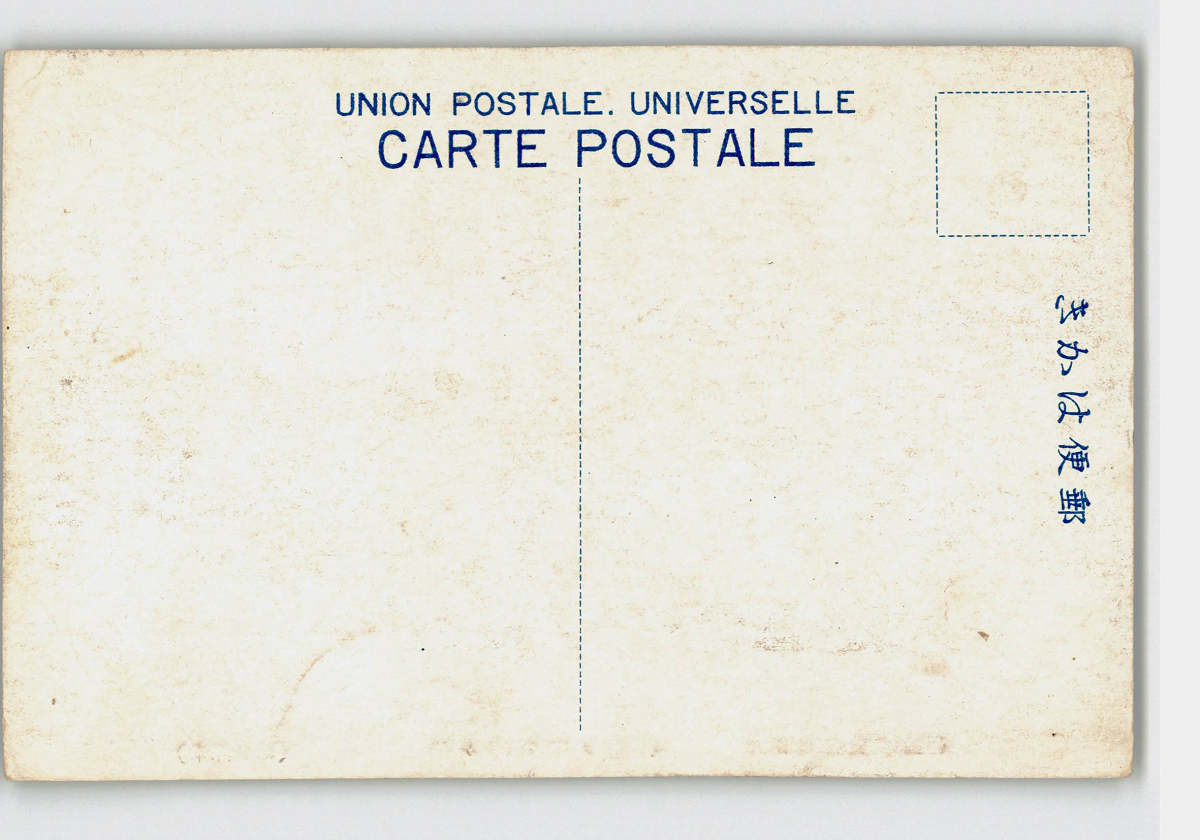 UNION POSTALE. UNIVERSELLE
CARTE POSTALE
郵便はかき